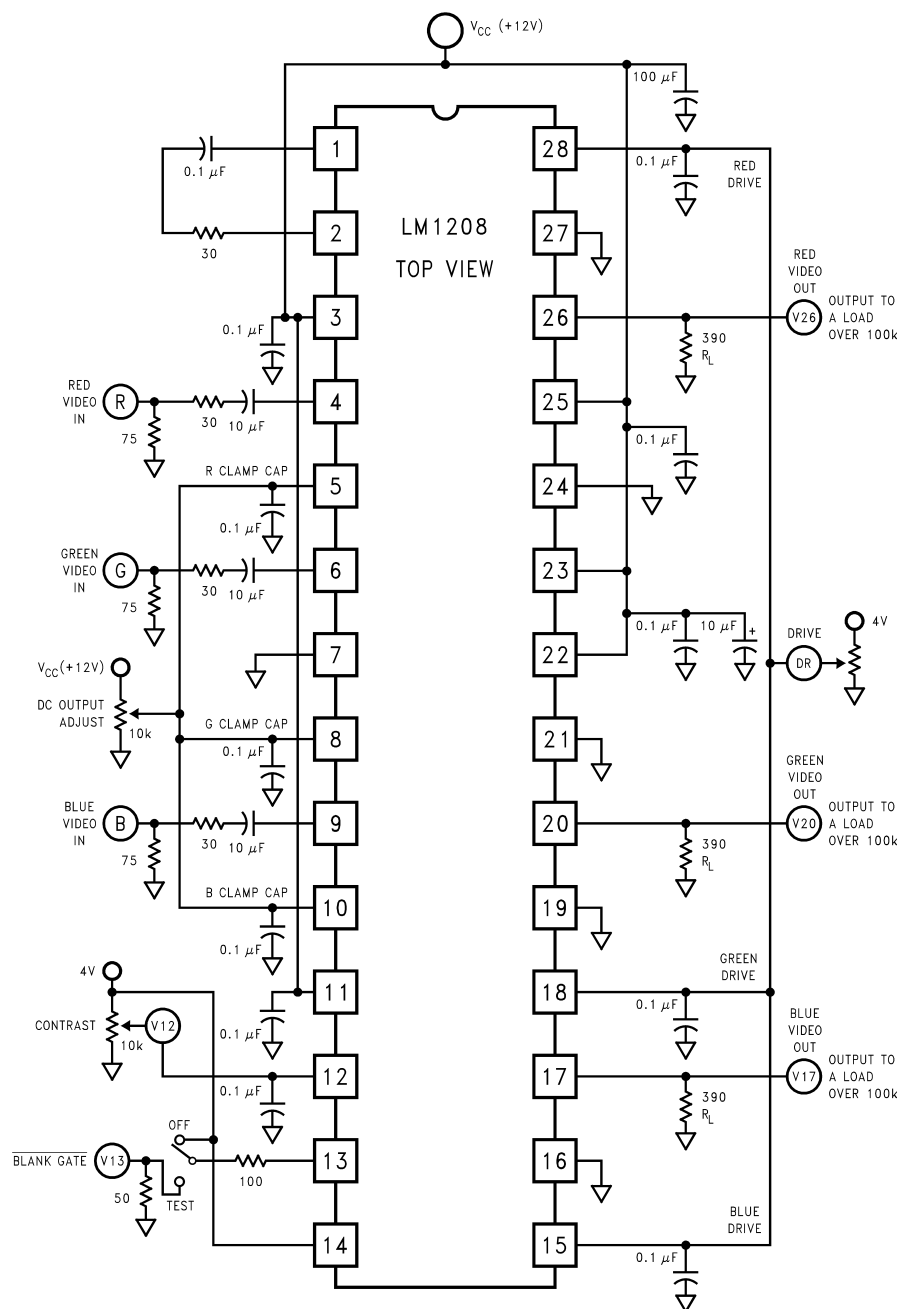 V_CC (+12V)
100 μF
1
28
0.1 μF
0.1 μF
RED
DRIVE
LM1208
TOP VIEW
2
27
30
RED
VIDEO
OUT
3
26
0.1 μF
V26
OUTPUT TO
A LOAD
OVER 100k
390
R_L
RED
VIDEO
IN
R
30
10 μF
75
4
25
0.1 μF
R CLAMP CAP
5
24
0.1 μF
GREEN
VIDEO
IN
G
30
10 μF
75
6
23
0.1 μF
10 μF
+
7
22
DRIVE
DR
4V
V_CC(+12V)
DC OUTPUT
ADJUST
10k
G CLAMP CAP
0.1 μF
8
21
GREEN
VIDEO
OUT
BLUE
VIDEO
IN
B
30
10 μF
75
9
20
V20
OUTPUT TO
A LOAD
OVER 100k
390
R_L
B CLAMP CAP
10
19
0.1 μF
4V
GREEN
DRIVE
11
18
0.1 μF
0.1 μF
CONTRAST
10k
V12
BLUE
VIDEO
OUT
12
17
0.1 μF
V17
OUTPUT TO
A LOAD
OVER 100k
390
R_L
OFF
BLANK GATE
V13
50
TEST
100
13
16
14
15
BLUE
DRIVE
0.1 μF